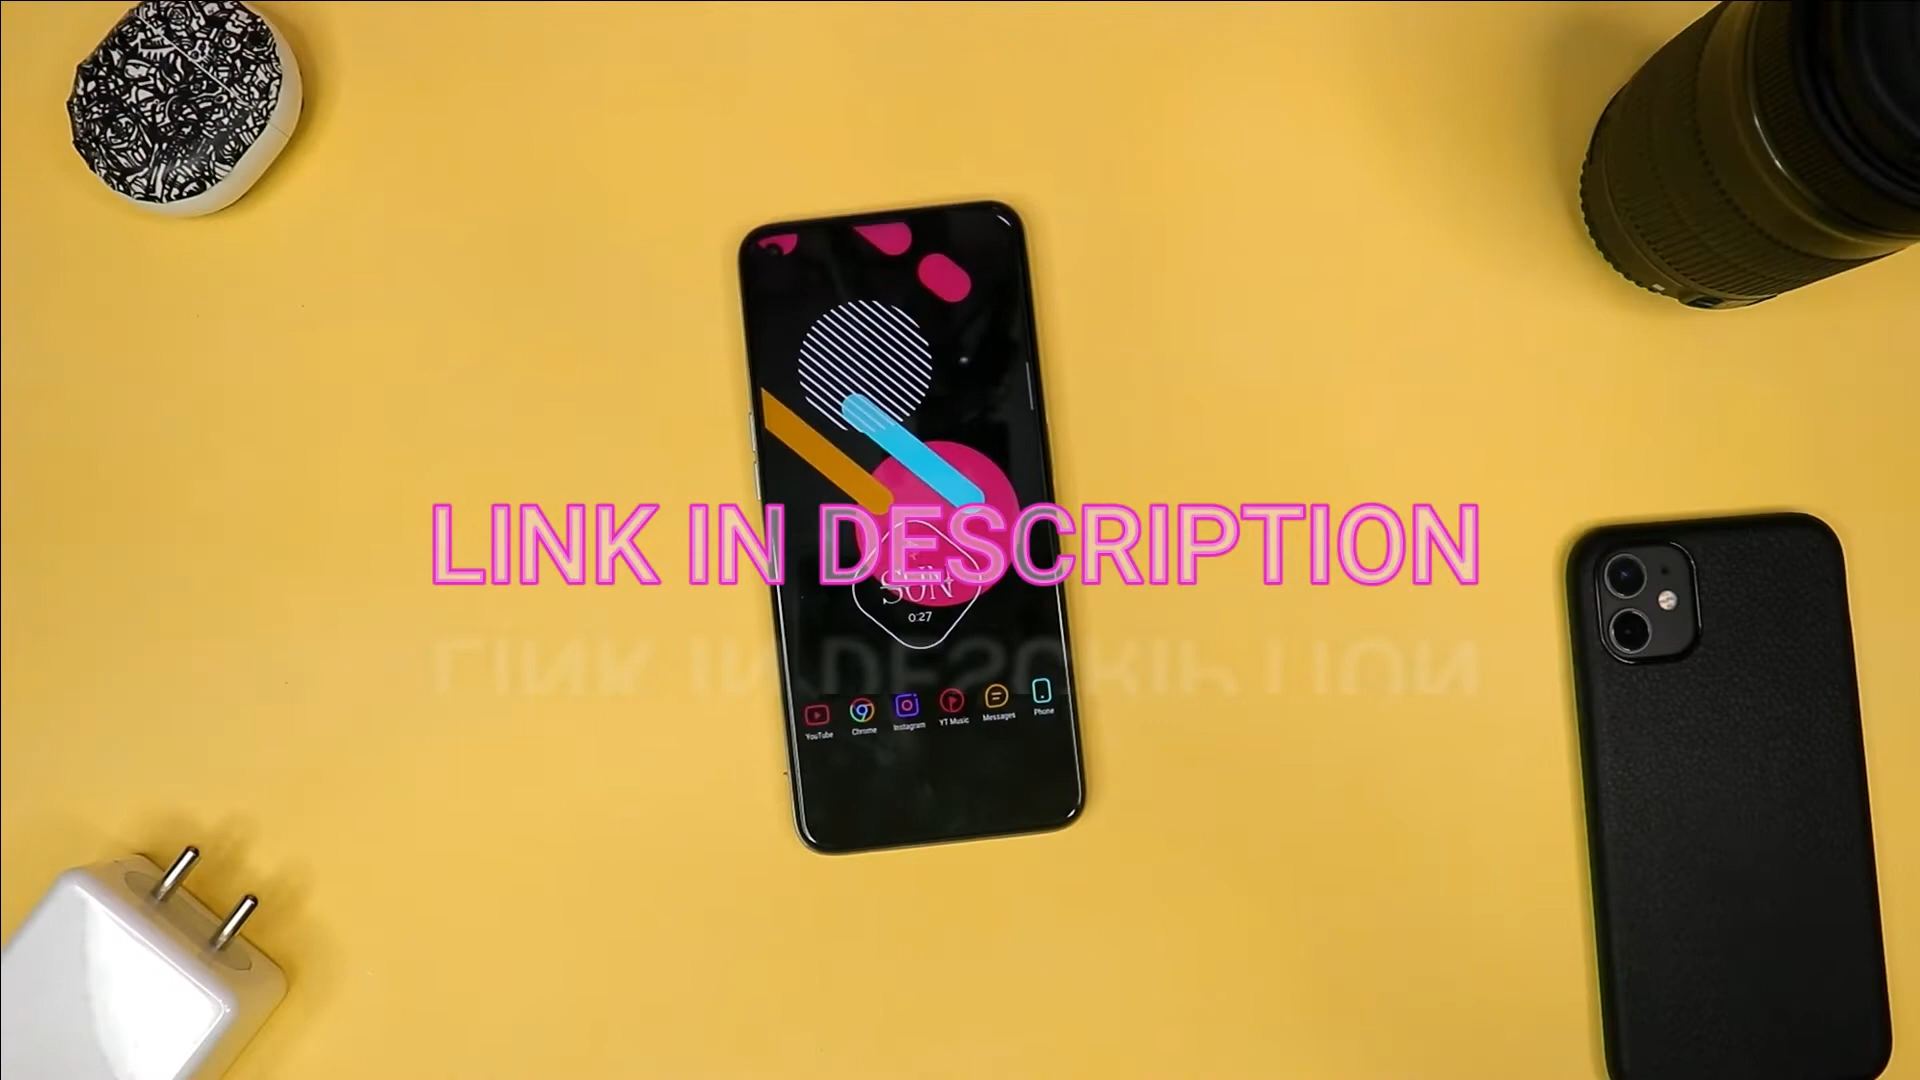 LINK IN DESCRIPTION
SUN
0:27
YouTube
Chrome
Instagram
YT Music
Messages
Phone